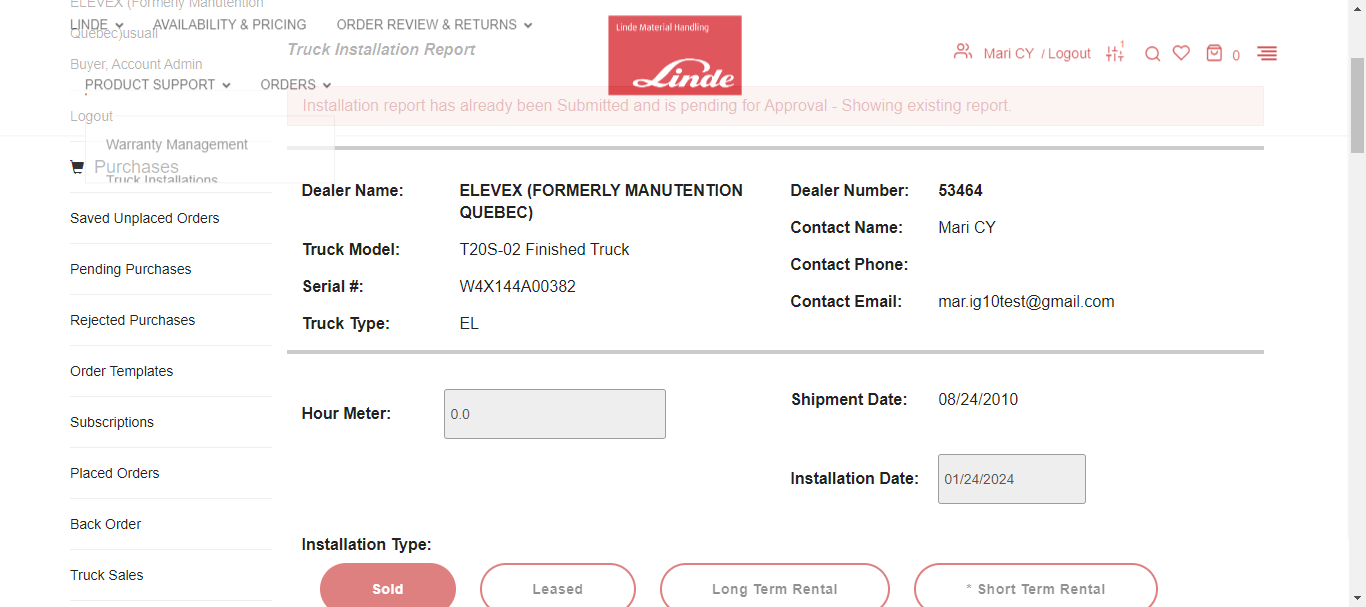 ELEVEX (Formerly Manutention
Quebec)usuall
Buyer, Account Admin
Logout
LINDE
AVAILABILITY & PRICING
ORDER REVIEW & RETURNS
PRODUCT SUPPORT
ORDERS
Warranty Management
Truck Installations
Linde Material Handling
Linde
Mari CY / Logout
1
0
Purchases
Saved Unplaced Orders
Pending Purchases
Rejected Purchases
Order Templates
Subscriptions
Placed Orders
Back Order
Truck Sales
Truck Installation Report
Installation report has already been Submitted and is pending for Approval - Showing existing report.
Dealer Name: ELEVEX (FORMERLY MANUTENTION
QUEBEC)
Truck Model: T20S-02 Finished Truck
Serial #: W4X144A00382
Truck Type: EL
Dealer Number: 53464
Contact Name: Mari CY
Contact Phone:
Contact Email: mar.ig10test@gmail.com
Hour Meter: 0.0
Shipment Date: 08/24/2010
Installation Date: 01/24/2024
Installation Type:
Sold
Leased
Long Term Rental
* Short Term Rental